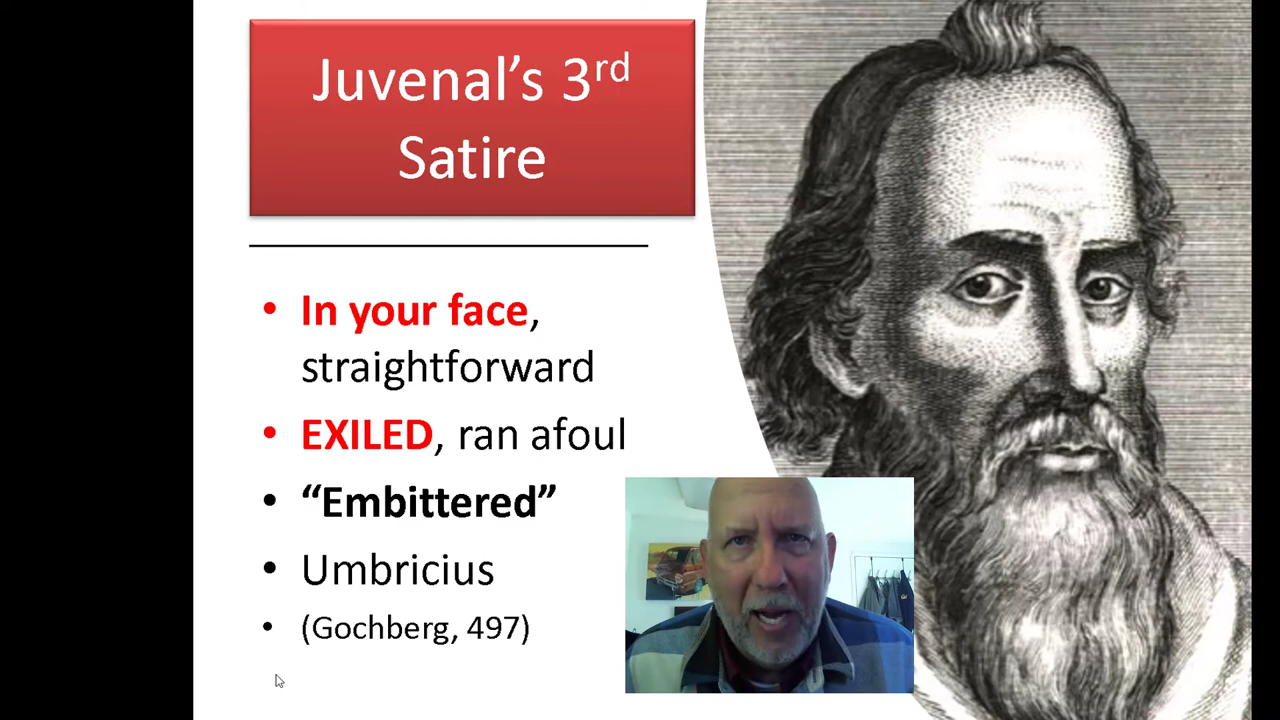 Juvenal’s 3rd
Satire
• In your face,
straightforward
• EXILED, ran afoul
• “Embittered”
• Umbricius
• (Gochberg, 497)